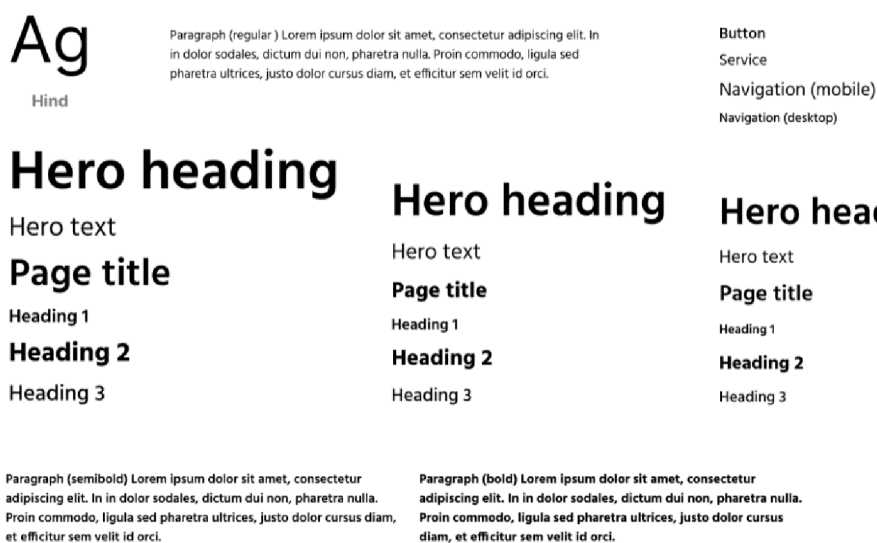 Ag
Hind
Paragraph (regular ) Lorem ipsum dolor sit amet, consectetur adipiscing elit. In
in dolor sodales, dictum dui non, pharetra nulla. Proin commodo, ligula sed
pharetra ultrices, justo dolor cursus diam, et efficitur sem velit id orci.
Button
Service
Navigation (mobile)
Navigation (desktop)
Hero heading
Hero text
Page title
Heading 1
Heading 2
Heading 3
Hero heading
Hero text
Page title
Heading 1
Heading 2
Heading 3
Hero
Hero text
Page title
Heading 1
Heading 2
Heading 3
Paragraph (semibold) Lorem ipsum dolor sit amet, consectetur
adipiscing elit. In in dolor sodales, dictum dui non, pharetra nulla.
Proin commodo, ligula sed pharetra ultrices, justo dolor cursus diam,
et efficitur sem velit id orci.
Paragraph (bold) Lorem ipsum dolor sit amet, consectetur
adipiscing elit. In in dolor sodales, dictum dui non, pharetra nulla.
Proin commodo, ligula sed pharetra ultrices, justo dolor cursus
diam, et efficitur sem velit id orci.